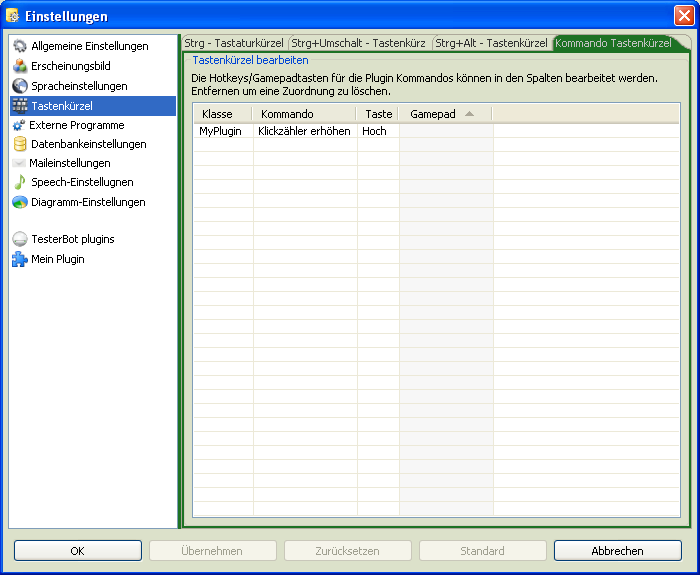 Einstellungen
Allgemeine Einstellungen
Erscheinungsbild
Spracheinstellungen
Tastenkürzel
Externe Programme
Datenbankeinstellungen
Maileinstellungen
Speech-Einstellugnen
Diagramm-Einstellungen
TesterBot plugins
Mein Plugin
Strg - Tastaturkürzel Strg+Umschalt - Tastenkürz Strg+Alt - Tastenkürzel Kommando Tastenkürzel
Tastenkürzel bearbeiten
Die Hotkeys/Gamepadtasten für die Plugin Kommandos können in den Spalten bearbeitet werden.
Entfernen um eine Zuordnung zu löschen.
Klasse Kommando Taste Gamepad
MyPlugin Klickzähler erhöhen Hoch
OK Übernehmen Zurücksetzen Standard Abbrechen